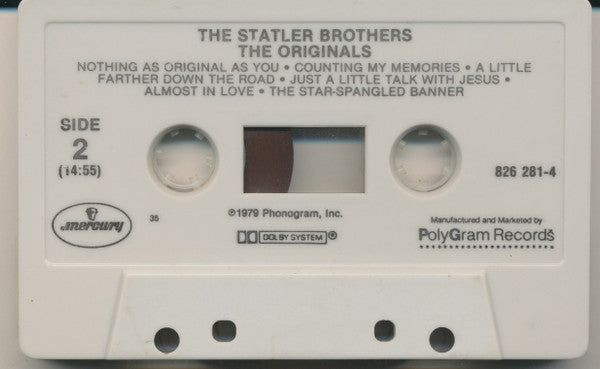 THE STATLER BROTHERS
THE ORIGINALS
NOTHING AS ORIGINAL AS YOU • COUNTING MY MEMORIES • A LITTLE
FARTHER DOWN THE ROAD • JUST A LITTLE TALK WITH JESUS •
ALMOST IN LOVE • THE STAR-SPANGLED BANNER
SIDE
2
(14:55)
826 281-4
mercury
35
℗1979 Phonogram, Inc.
DOLBY SYSTEM®
Manufactured and Marketed by
PolyGram Records